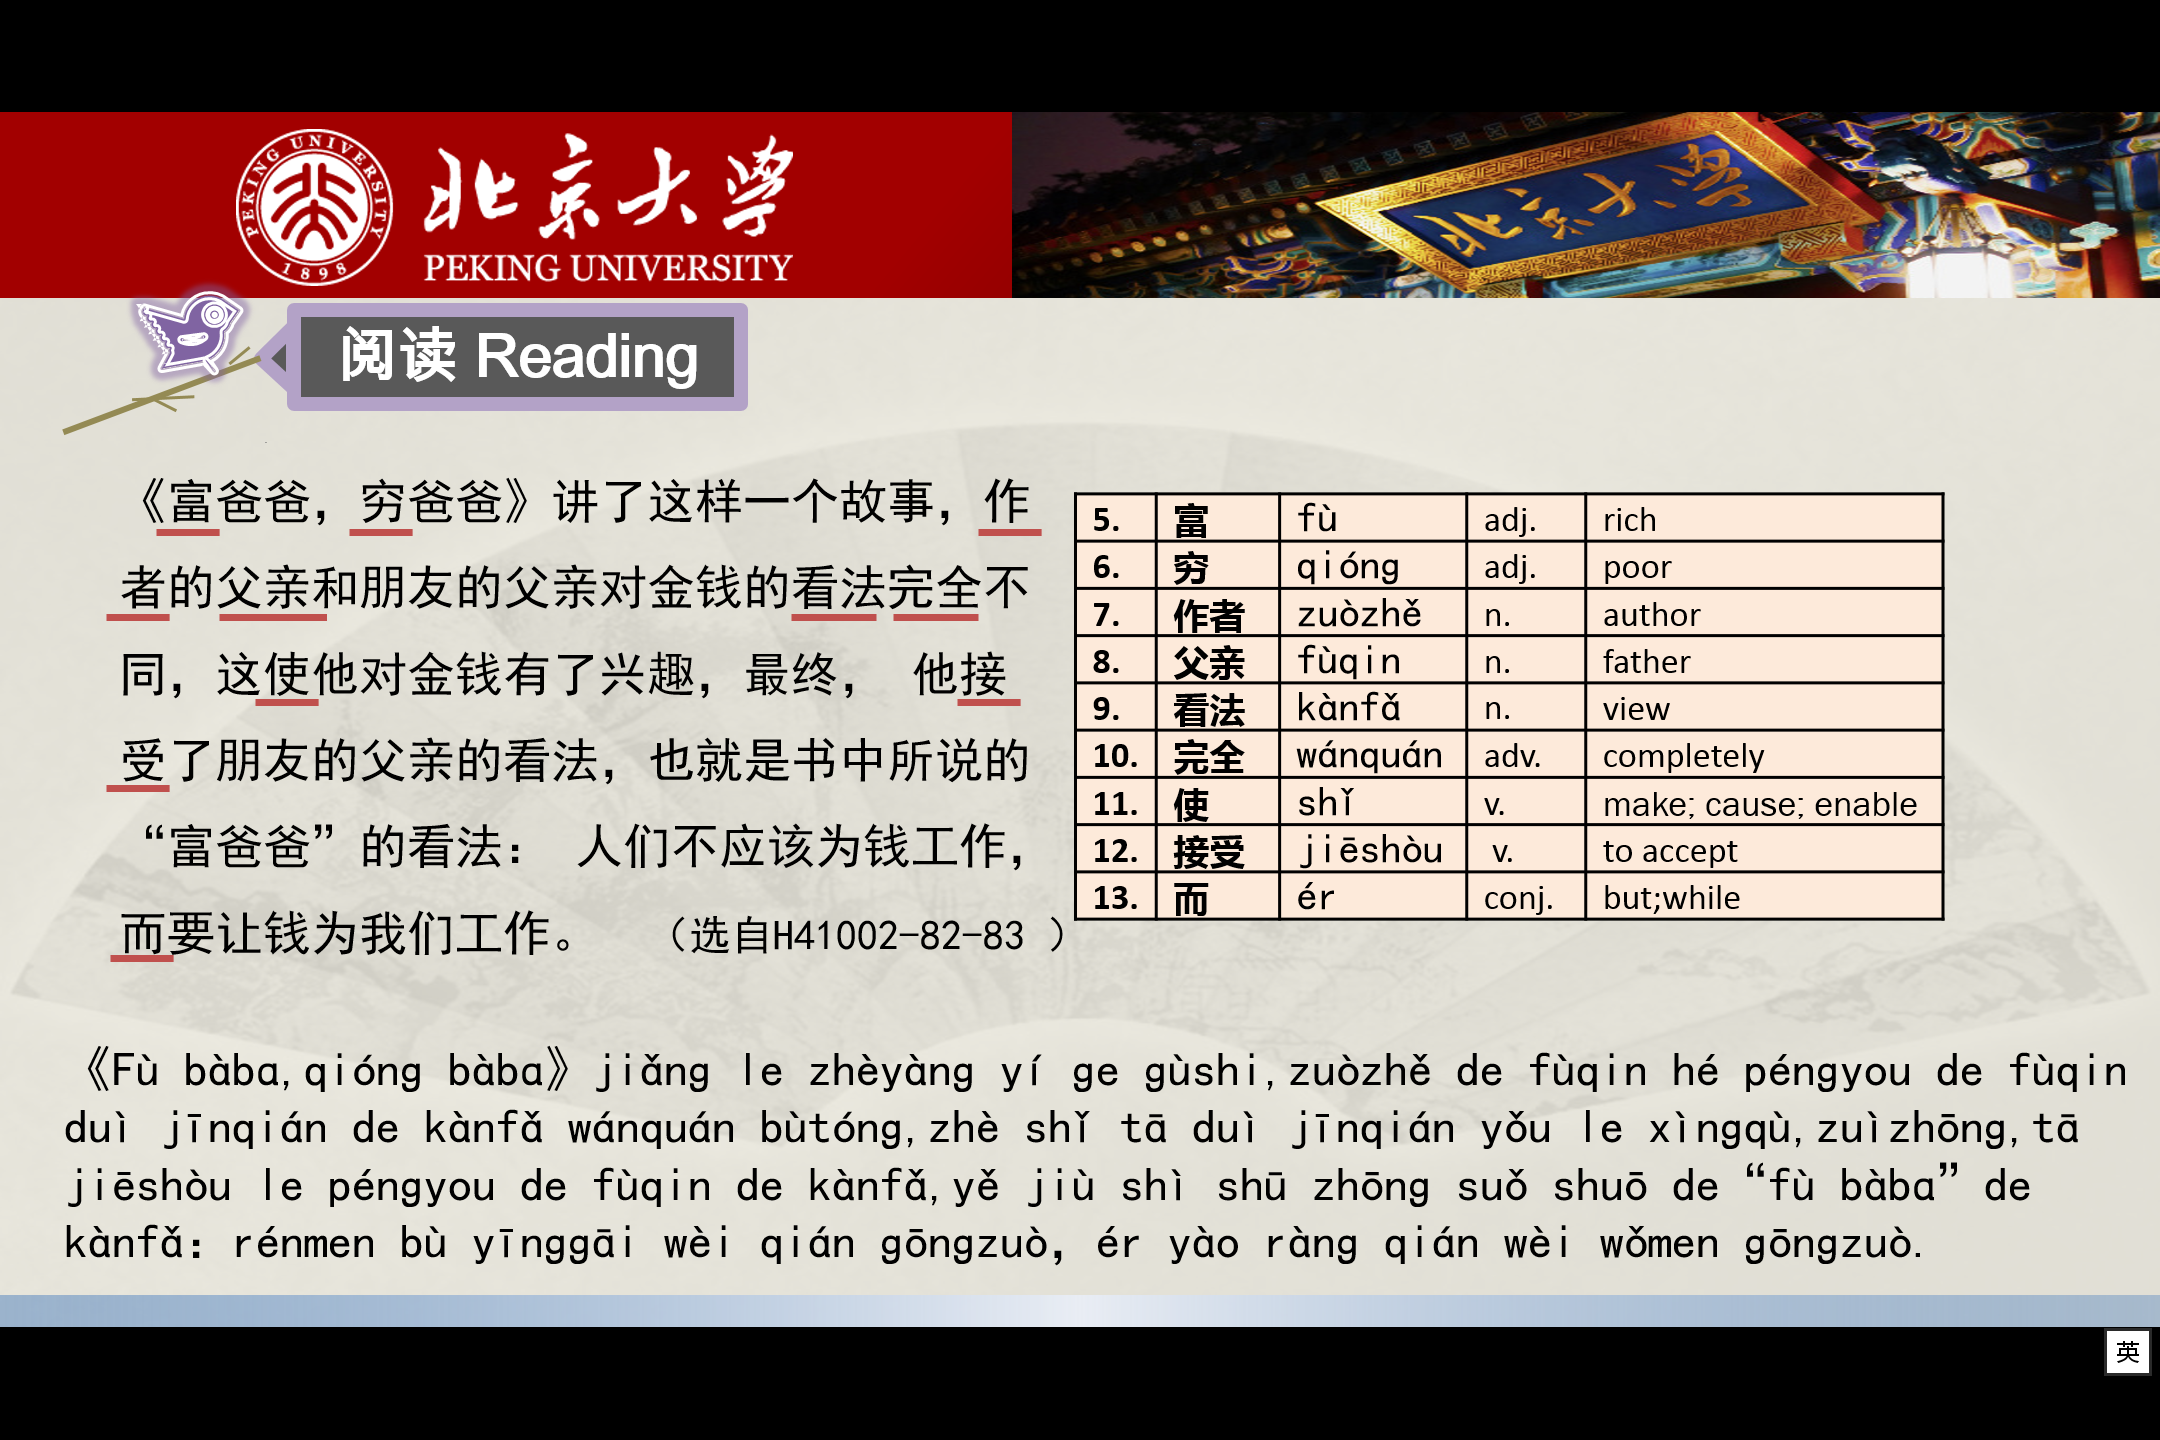 PEKING UNIVERSITY
1898
北京大学
PEKING UNIVERSITY
北京大学
阅读 Reading
《富爸爸，穷爸爸》讲了这样一个故事，作
者的父亲和朋友的父亲对金钱的看法完全不
同，这使他对金钱有了兴趣，最终， 他接
受了朋友的父亲的看法，也就是书中所说的
“富爸爸”的看法： 人们不应该为钱工作，
而要让钱为我们工作。 （选自H41002-82-83 ）
5. 富 fù adj. rich
6. 穷 qióng adj. poor
7. 作者 zuòzhě n. author
8. 父亲 fùqin n. father
9. 看法 kànfǎ n. view
10. 完全 wánquán adv. completely
11. 使 shǐ v. make; cause; enable
12. 接受 jiēshòu v. to accept
13. 而 ér conj. but;while
《Fù bàba,qióng bàba》jiǎng le zhèyàng yí ge gùshi,zuòzhě de fùqin hé péngyou de fùqin
duì jīnqián de kànfǎ wánquán bùtóng,zhè shǐ tā duì jīnqián yǒu le xìngqù,zuìzhōng,tā
jiēshòu le péngyou de fùqin de kànfǎ,yě jiù shì shū zhōng suǒ shuō de “fù bàba” de
kànfǎ: rénmen bù yīnggāi wèi qián gōngzuò, ér yào ràng qián wèi wǒmen gōngzuò.
英